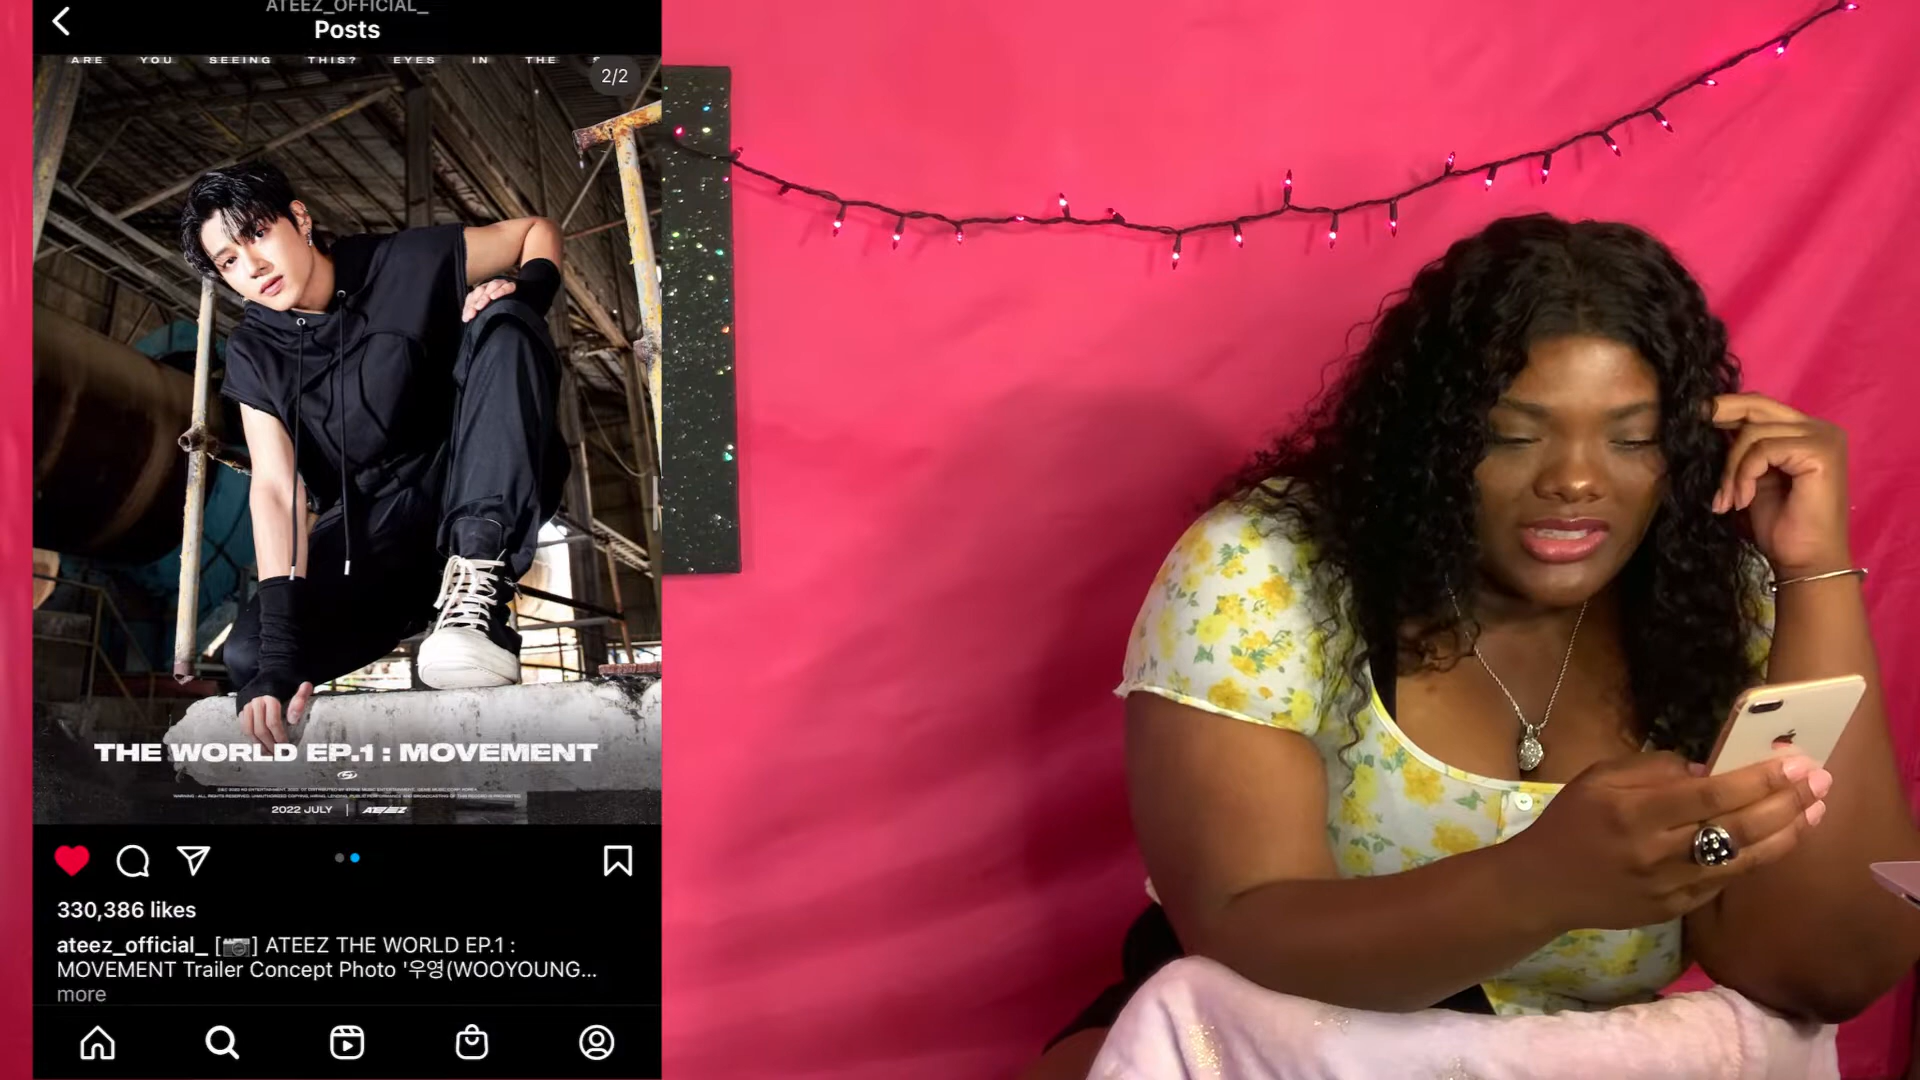 ATEEZ_OFFICIAL_
Posts
ARE YOU SEEING THIS? EYES IN THE
2/2
THE WORLD EP.1 : MOVEMENT
2022 JULY | ATEEZ
330,386 likes
ateez_official_ [📷] ATEEZ THE WORLD EP.1 :
MOVEMENT Trailer Concept Photo '우영(WOOYOUNG...
more